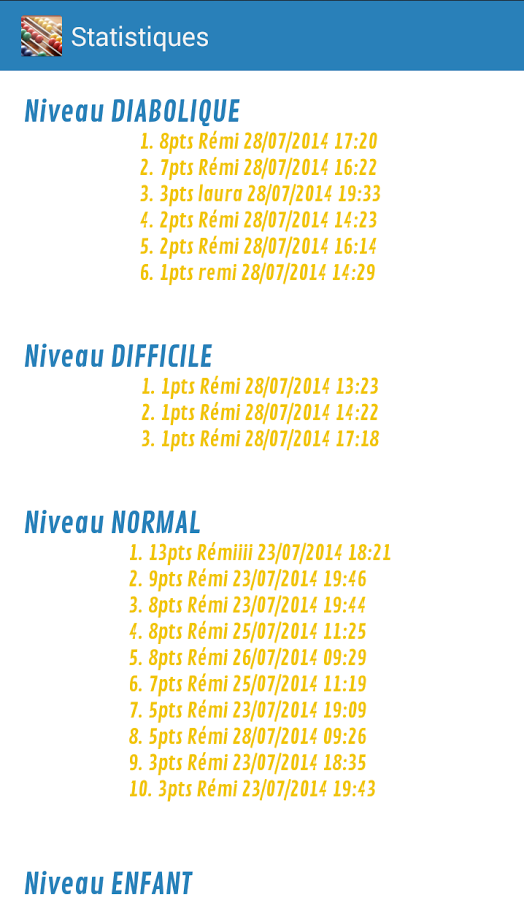 Statistiques
Niveau DIABOLIQUE
1. 8pts Rémi 28/07/2014 17:20
2. 7pts Rémi 28/07/2014 16:22
3. 3pts laura 28/07/2014 19:33
4. 2pts Rémi 28/07/2014 14:23
5. 2pts Rémi 28/07/2014 16:14
6. 1pts remi 28/07/2014 14:29
Niveau DIFFICILE
1. 1pts Rémi 28/07/2014 13:23
2. 1pts Rémi 28/07/2014 14:22
3. 1pts Rémi 28/07/2014 17:18
Niveau NORMAL
1. 13pts Rémiiii 23/07/2014 18:21
2. 9pts Rémi 23/07/2014 19:46
3. 8pts Rémi 23/07/2014 19:44
4. 8pts Rémi 25/07/2014 11:25
5. 8pts Rémi 26/07/2014 09:29
6. 7pts Rémi 25/07/2014 11:19
7. 5pts Rémi 23/07/2014 19:09
8. 5pts Rémi 28/07/2014 09:26
9. 3pts Rémi 23/07/2014 18:35
10. 3pts Rémi 23/07/2014 19:43
Niveau ENFANT